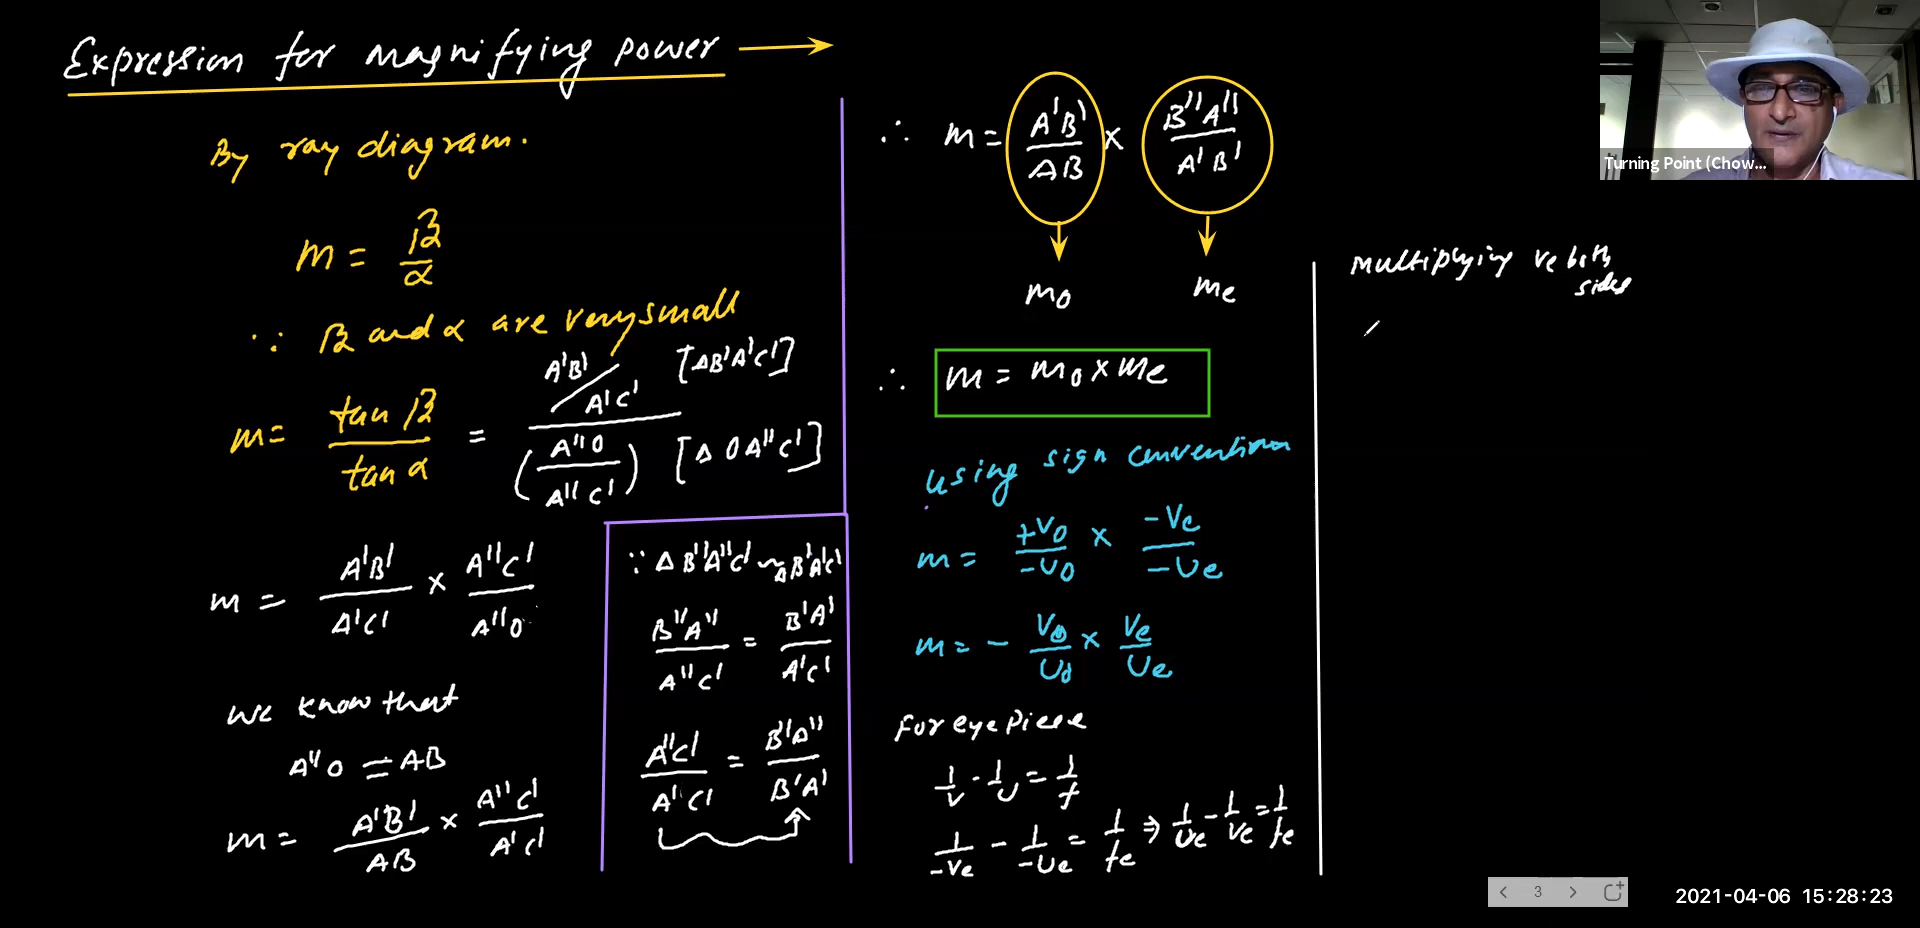 Expression for magnifying power →
By ray diagram.
m = β/α
∵ β and α are very small
m = tan β/tan α = (A'B'/A'C')/(A''O/A''C') [ΔB'A'C'] [Δ OA''C']
m = A'B'/A'C' × A''C'/A''O
We know that
A''O = AB
m = A'B'/AB × A''C'/A'C'
∵ Δ B''A''C' ~ ΔB'A'C'
B''A''/A''C' = B'A'/A'C'
A''C'/A'C' = B''A''/B'A'
∴ m = A'B'/AB × B''A''/A'B'
mo me
∴ m = mo × me
Using sign convention
m = +Vo/-Uo × -Ve/-Ue
m = - Vo/Uo × Ve/Ue
For eye piece
1/v - 1/u = 1/f
1/-Ve - 1/-Ue = 1/fe ⇒ 1/Ue - 1/Ve = 1/fe
Multiplying ve both
sides
Turning Point (Chow...
3
2021-04-06 15:28:23